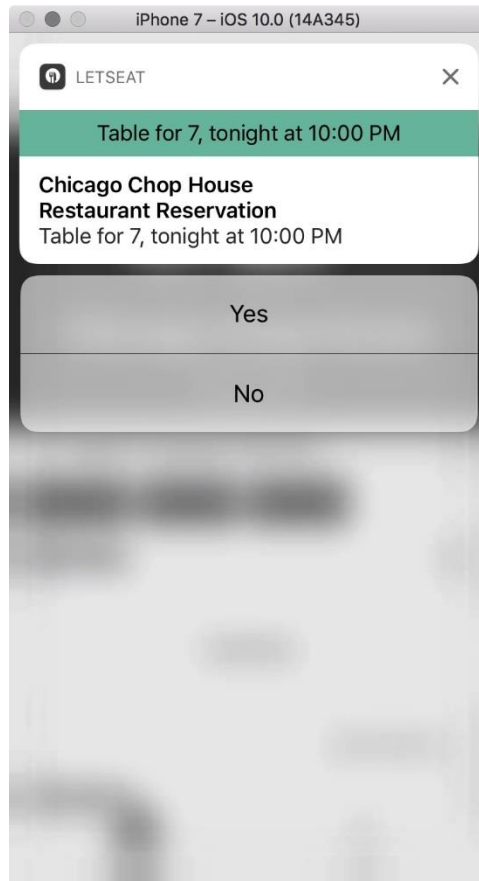 iPhone 7 – iOS 10.0 (14A345)
LETSEAT
Table for 7, tonight at 10:00 PM
Chicago Chop House
Restaurant Reservation
Table for 7, tonight at 10:00 PM
Yes
No